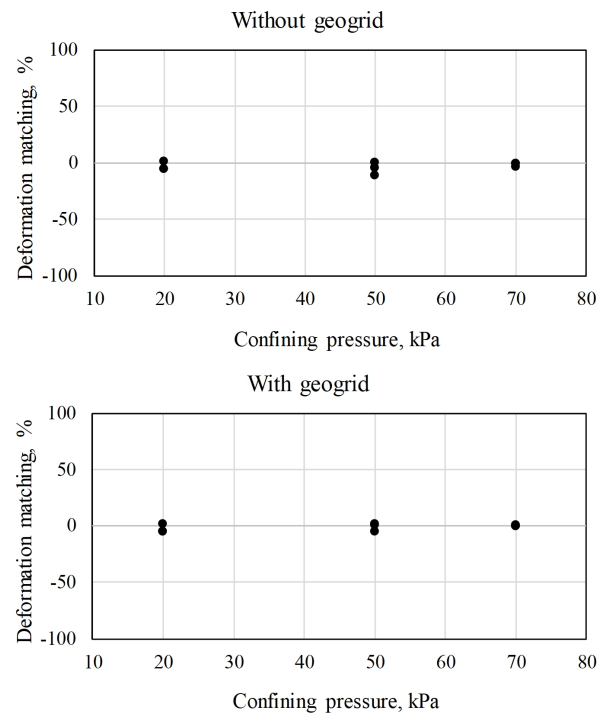 Without geogrid
100
50
0
-50
-100
Deformation matching, %
10 20 30 40 50 60 70 80
Confining pressure, kPa
With geogrid
100
50
0
-50
-100
Deformation matching, %
10 20 30 40 50 60 70 80
Confining pressure, kPa